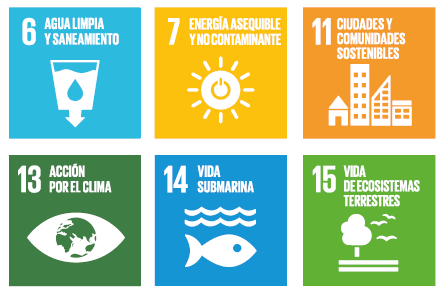 6 AGUA LIMPIA
Y SANEAMIENTO
7 ENERGÍA ASEQUIBLE
Y NO CONTAMINANTE
11 CIUDADES Y
COMUNIDADES
SOSTENIBLES
13 ACCIÓN
POR EL CLIMA
14 VIDA
SUBMARINA
15 VIDA
DE ECOSISTEMAS
TERRESTRES